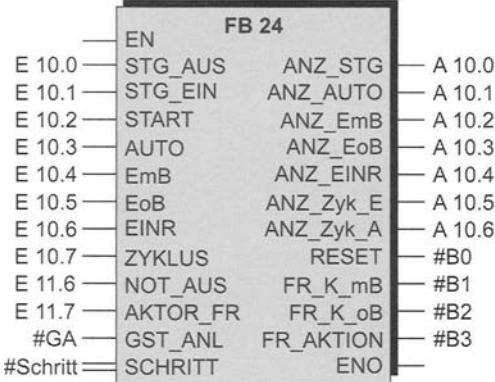 FB 24
EN
E 10.0 STG_AUS ANZ_STG A 10.0
E 10.1 STG_EIN ANZ_AUTO A 10.1
E 10.2 START ANZ_EmB A 10.2
E 10.3 AUTO ANZ_EoB A 10.3
E 10.4 EmB ANZ_EINR A 10.4
E 10.5 EoB ANZ_Zyk_E A 10.5
E 10.6 EINR ANZ_Zyk_A A 10.6
E 10.7 ZYKLUS RESET #B0
E 11.6 NOT_AUS FR_K_mB #B1
E 11.7 AKTOR_FR FR_K_oB #B2
#GA GST_ANL FR_AKTION #B3
#Schritt SCHRITT ENO